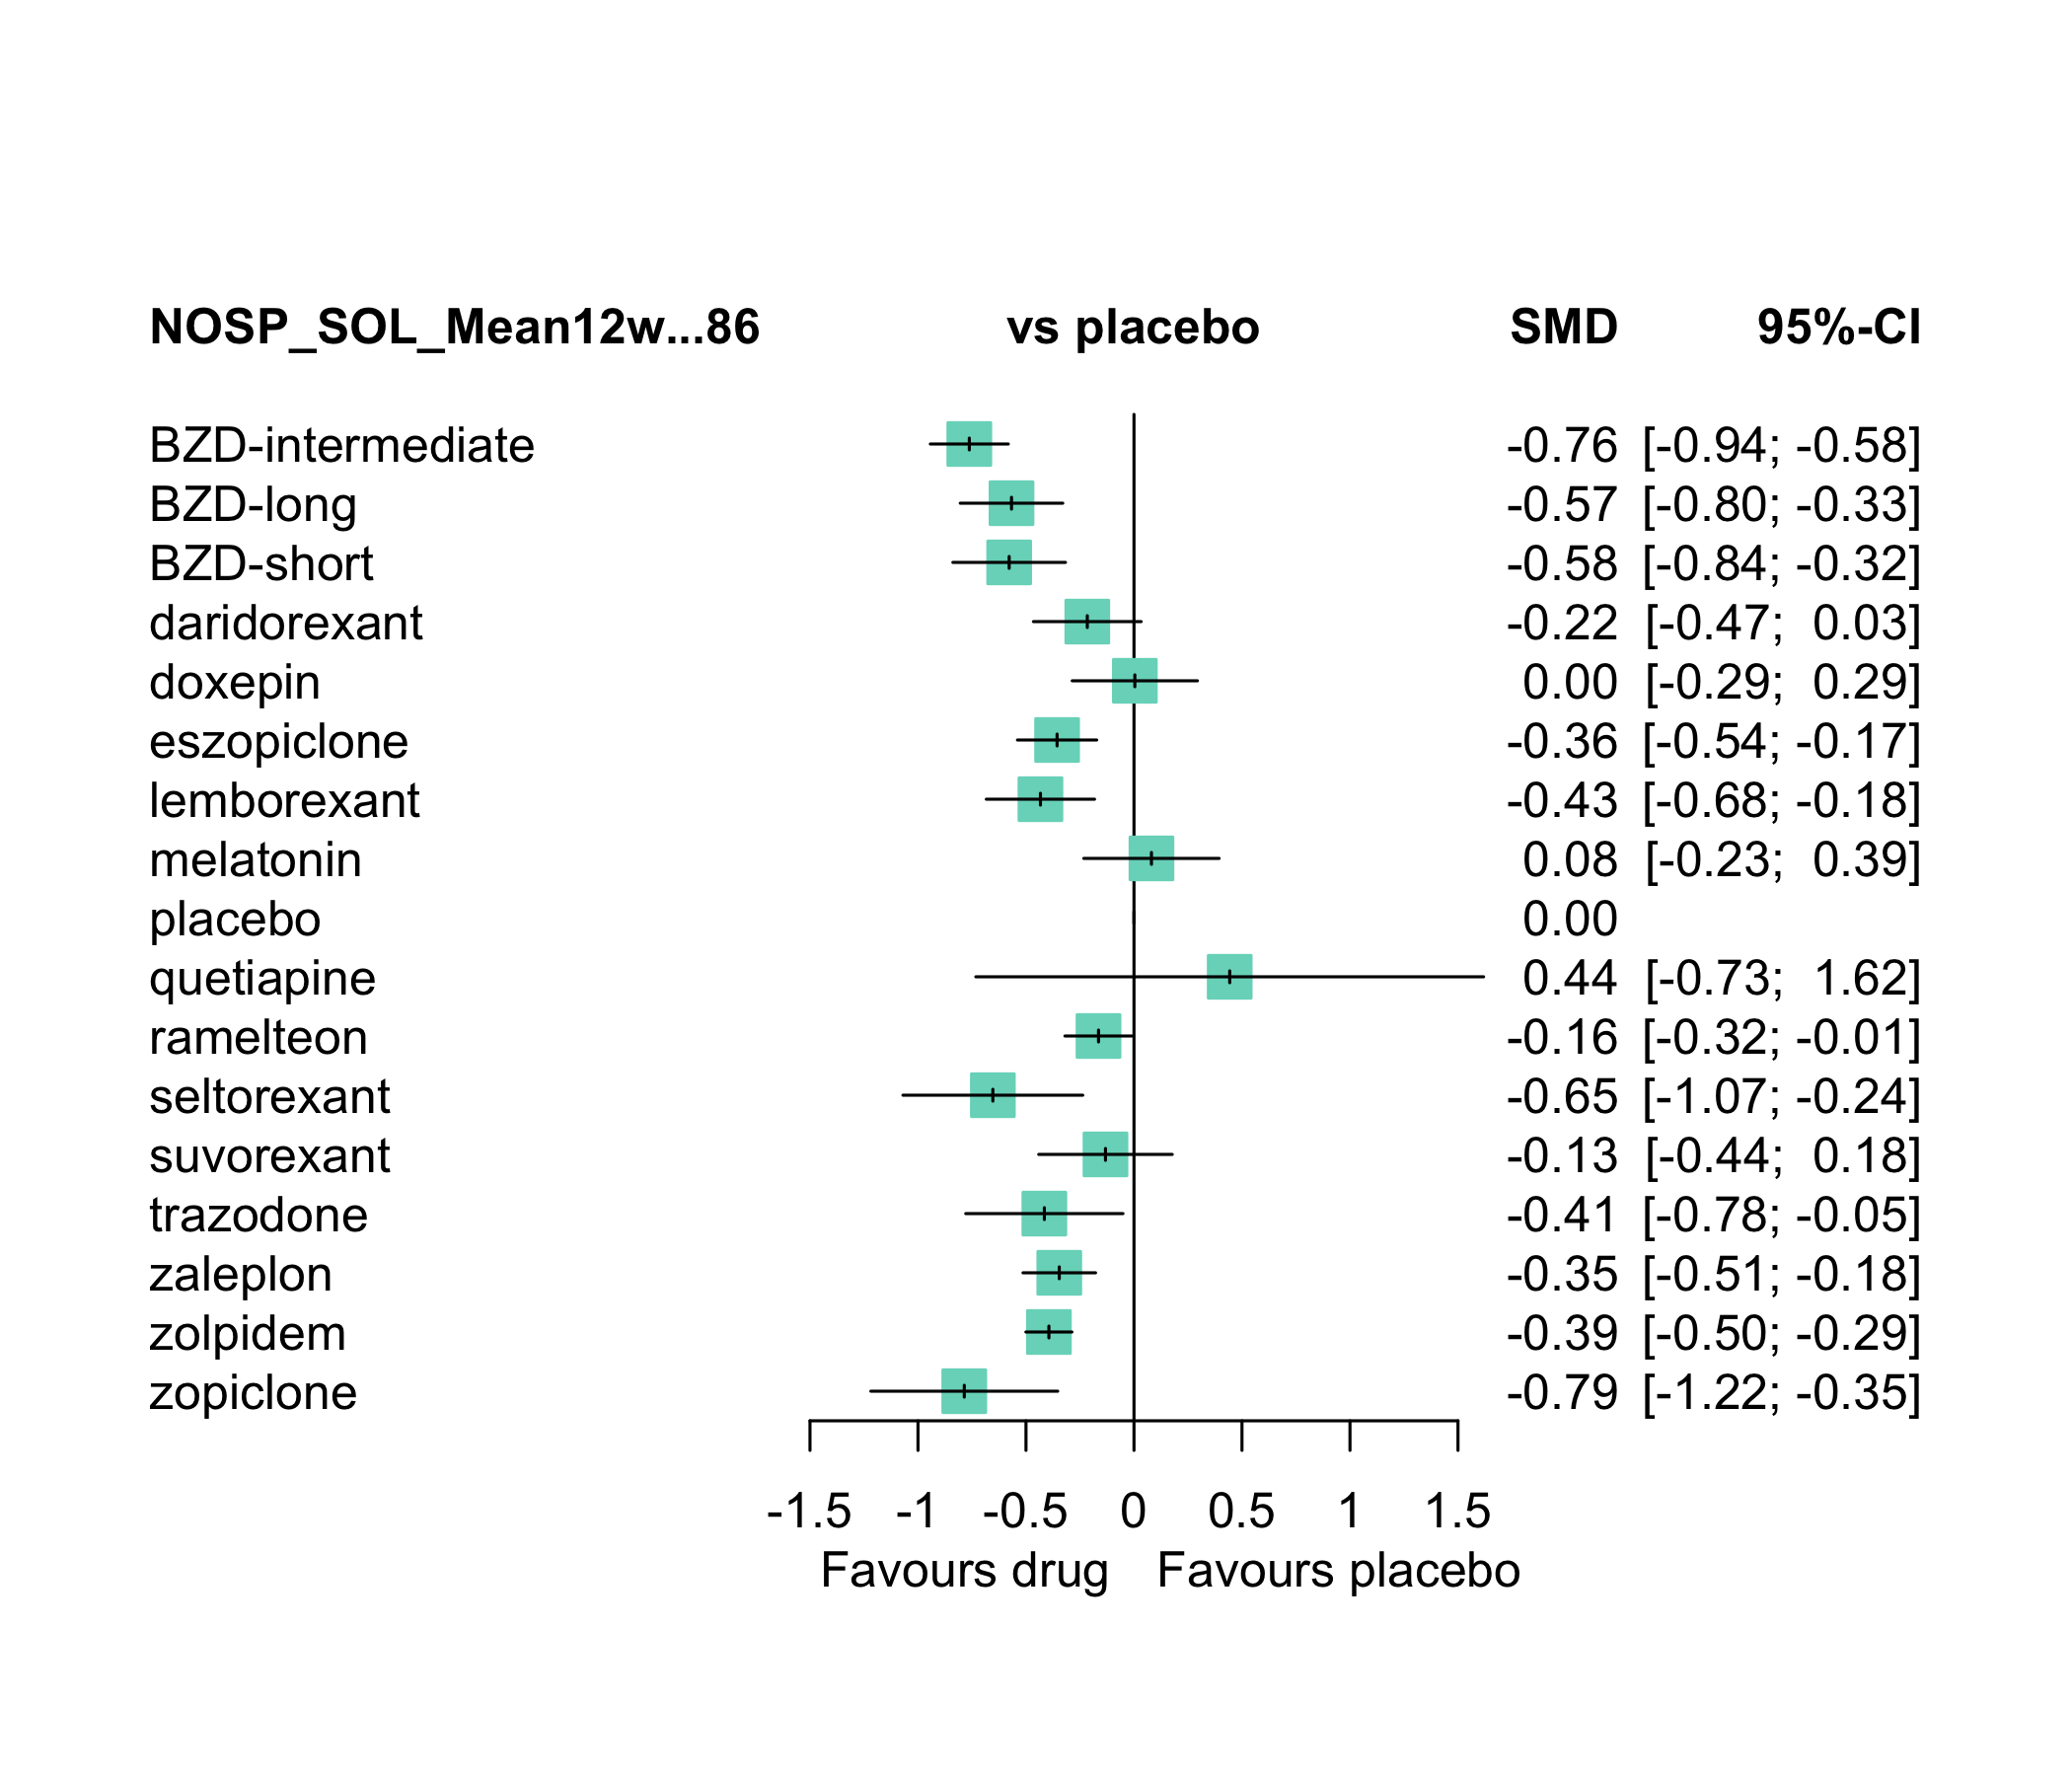 NOSP_SOL_Mean12w...86 vs placebo SMD 95%-CI
BZD-intermediate -0.76 [-0.94; -0.58]
BZD-long -0.57 [-0.80; -0.33]
BZD-short -0.58 [-0.84; -0.32]
daridorexant -0.22 [-0.47; 0.03]
doxepin 0.00 [-0.29; 0.29]
eszopiclone -0.36 [-0.54; -0.17]
lemborexant -0.43 [-0.68; -0.18]
melatonin 0.08 [-0.23; 0.39]
placebo 0.00
quetiapine 0.44 [-0.73; 1.62]
ramelteon -0.16 [-0.32; -0.01]
seltorexant -0.65 [-1.07; -0.24]
suvorexant -0.13 [-0.44; 0.18]
trazodone -0.41 [-0.78; -0.05]
zaleplon -0.35 [-0.51; -0.18]
zolpidem -0.39 [-0.50; -0.29]
zopiclone -0.79 [-1.22; -0.35]
-1.5 -1 -0.5 0 0.5 1 1.5
Favours drug Favours placebo